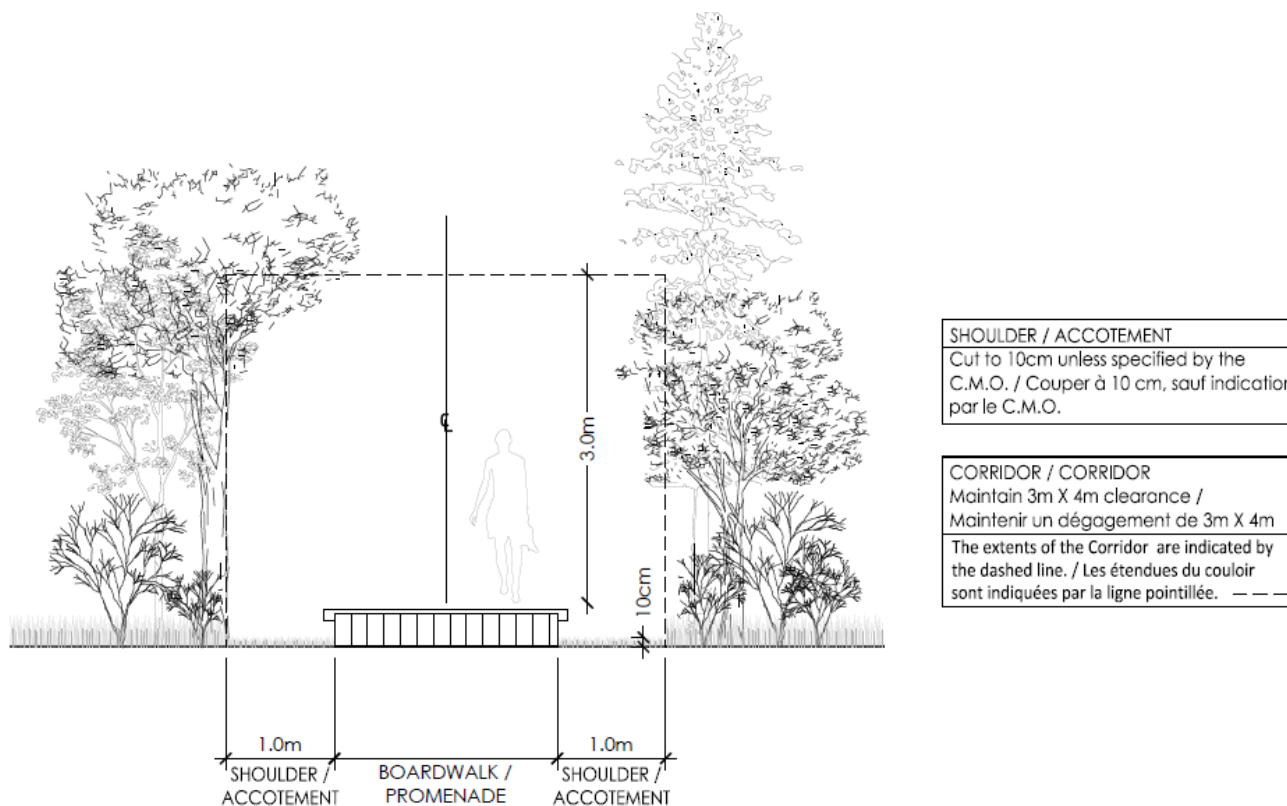 ℄
3.0m
10cm
1.0m
1.0m
SHOULDER /
ACCOTEMENT
BOARDWALK /
PROMENADE
SHOULDER /
ACCOTEMENT
SHOULDER / ACCOTEMENT
Cut to 10cm unless specified by the
C.M.O. / Couper à 10 cm, sauf indication
par le C.M.O.
CORRIDOR / CORRIDOR
Maintain 3m X 4m clearance /
Maintenir un dégagement de 3m X 4m
The extents of the Corridor are indicated by
the dashed line. / Les étendues du couloir
sont indiquées par la ligne pointillée.